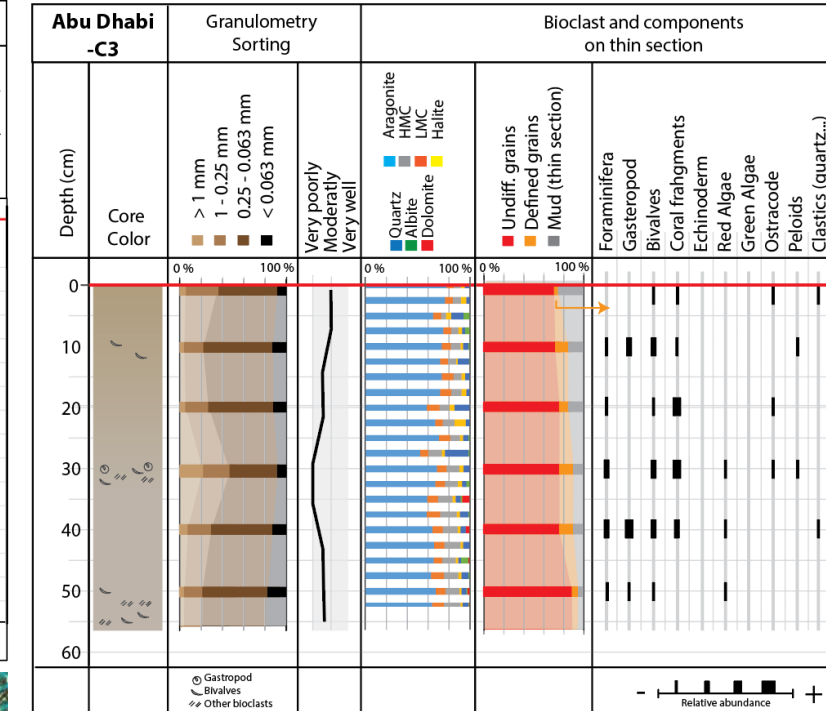 Abu Dhabi
-C3
Granulometry
Sorting
Bioclast and components
on thin section
Depth (cm)
Core
Color
> 1 mm
1 - 0.25 mm
0.25 - 0.063 mm
< 0.063 mm
Very poorly
Moderatly
Very well
Aragonite
HMC
LMC
Halite
Quartz
Albite
Dolomite
Undiff. grains
Defined grains
Mud (thin section)
Foraminifera
Gasteropod
Bivalves
Coral frahgments
Echinoderm
Red Algae
Green Algae
Ostracode
Peloids
Clastics (quartz...)
0 % 100 % 0 % 100 % 0 % 100 %
0
10
20
30
40
50
60
Gastropod
Bivalves
Other bioclasts
- +
Relative abundance